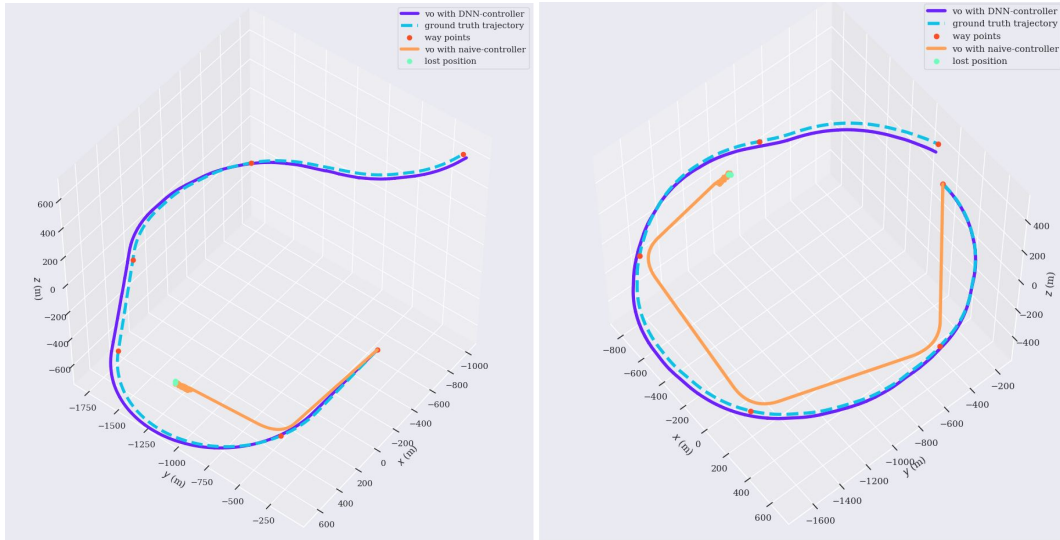 vo with DNN-controller
ground truth trajectory
way points
vo with naive-controller
lost position
600
400
200
0
−200
−400
−600
z (m)
−1750
−1500
−1250
−1000
−750
−500
−250
y (m)
−1000
−800
−600
−400
−200
0
200
400
600
x (m)
vo with DNN-controller
ground truth trajectory
way points
vo with naive-controller
lost position
400
200
0
−200
−400
z (m)
−800
−600
−400
−200
0
200
400
600
x (m)
−200
−400
−600
−800
−1000
−1200
−1400
−1600
y (m)